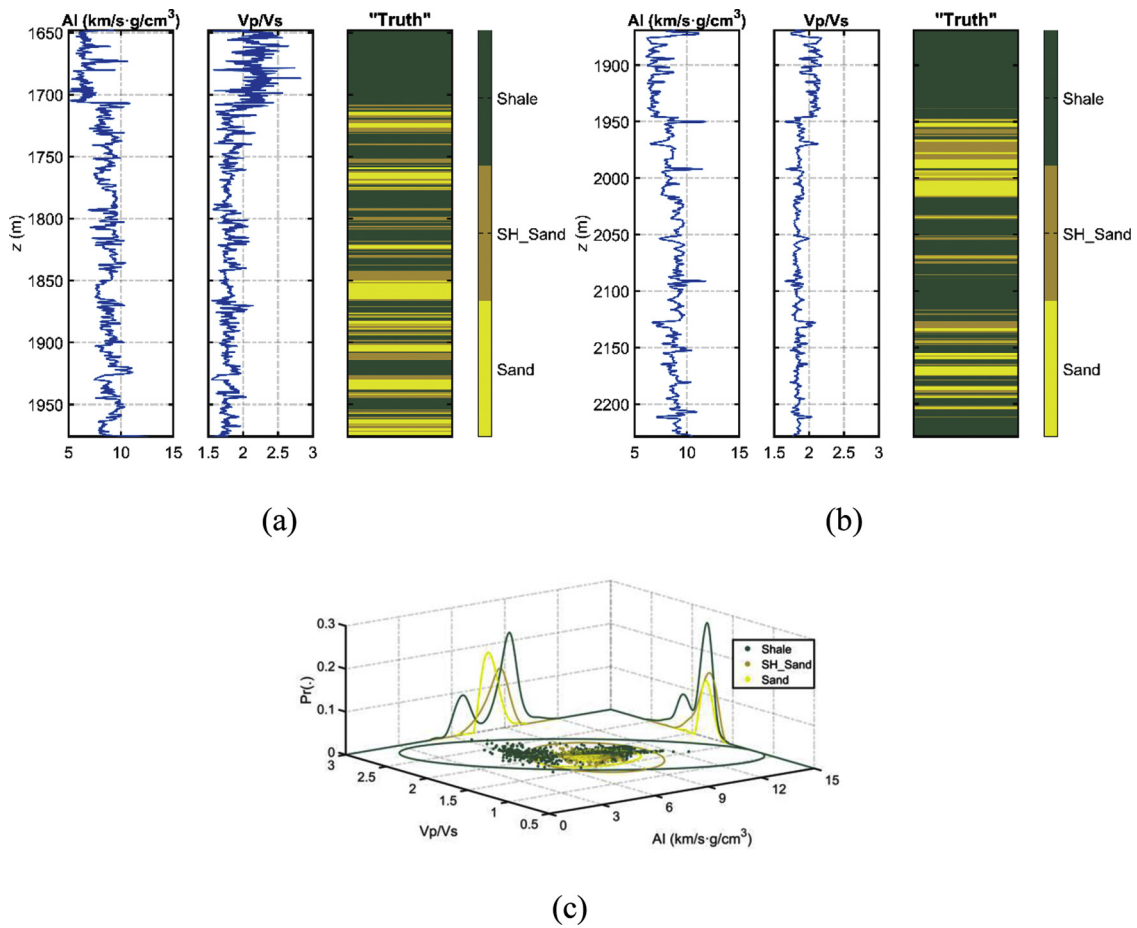 AI (km/s·g/cm³) Vp/Vs "Truth"
1650
1700
1750
1800
1850
1900
1950
z (m)
5 10 15 1.5 2 2.5 3
Shale
SH_Sand
Sand
(a)
AI (km/s·g/cm³) Vp/Vs "Truth"
1900
1950
2000
2050
2100
2150
2200
z (m)
5 10 15 1.5 2 2.5 3
Shale
SH_Sand
Sand
(b)
0.3
0.2
0.1
0
Pr(.)
3
2.5
2
1.5
1
0.5
Vp/Vs
0
3
6
9
12
15
AI (km/s·g/cm³)
Shale
SH_Sand
Sand
(c)